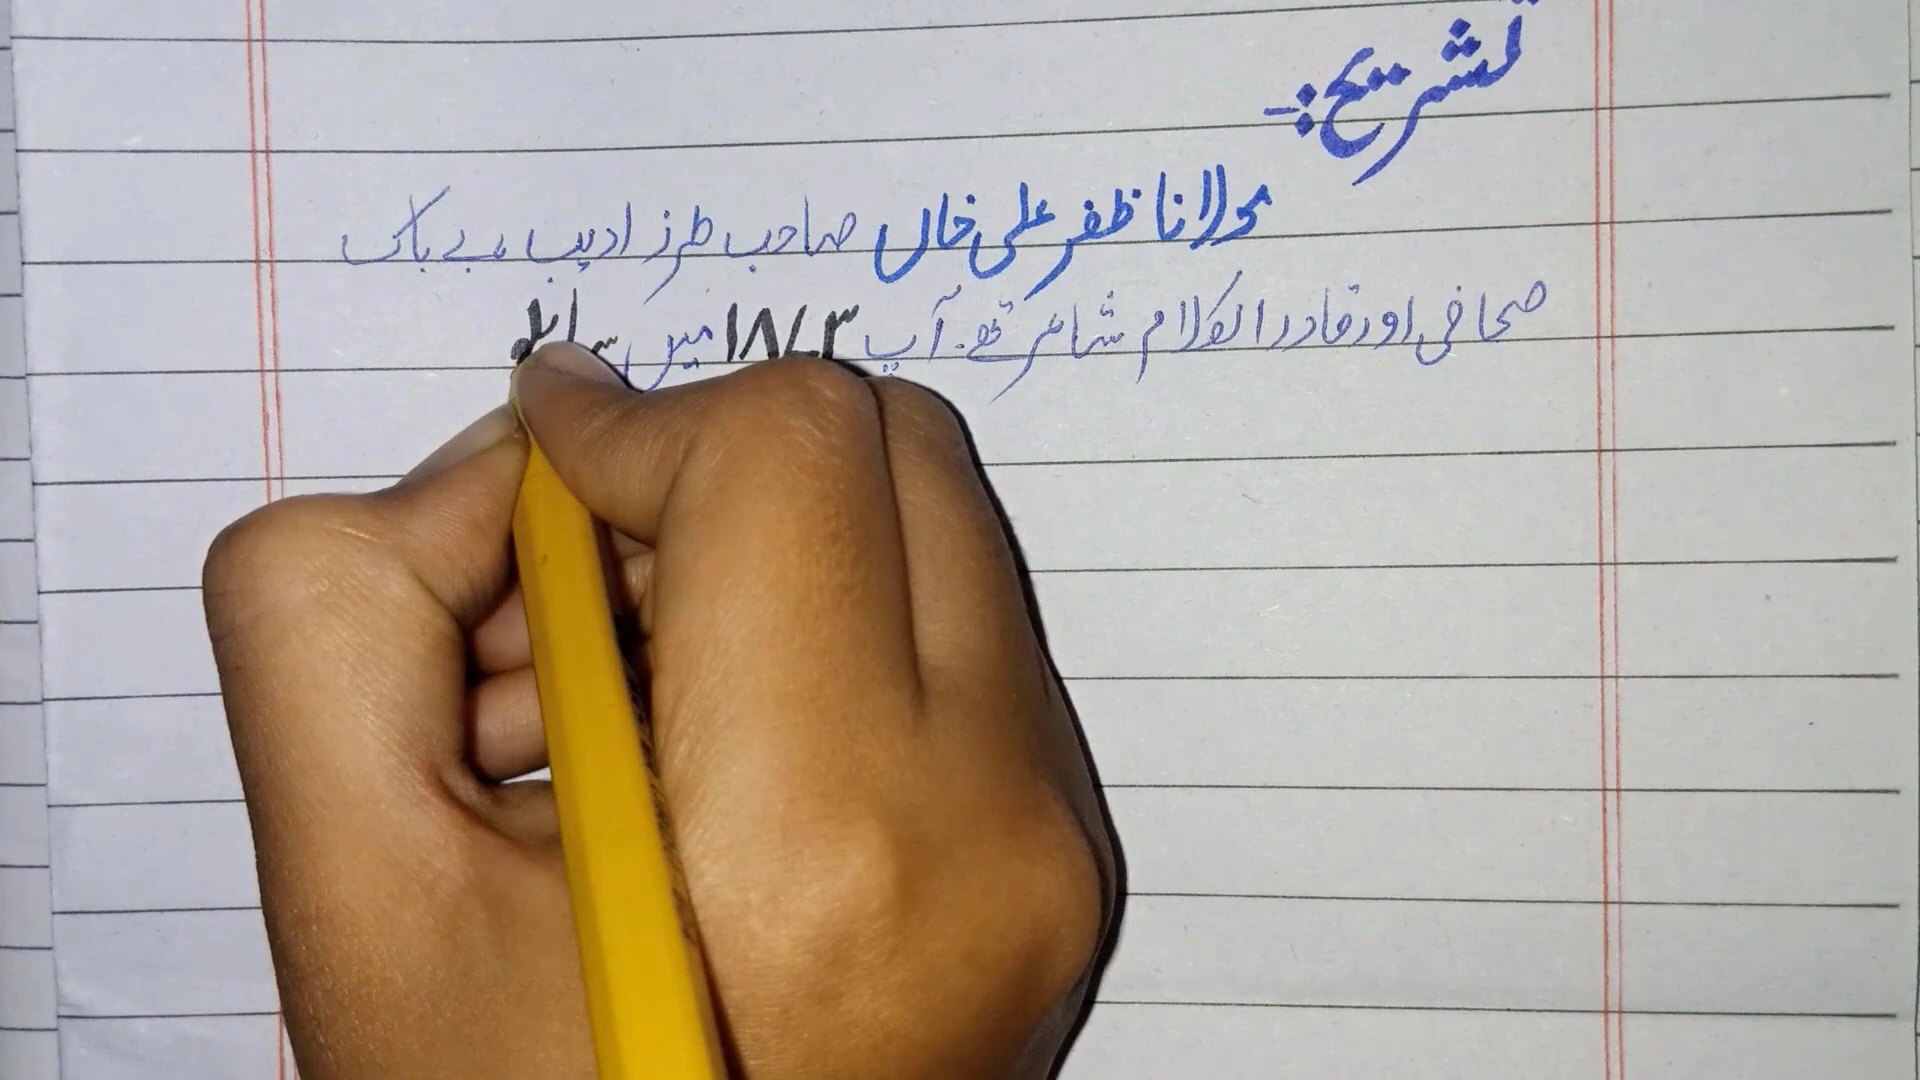 تشریح:-
مولانا ظفر علی خاں صاحب طرز ادیب، بے باک
صحافی اور قادر الکلام شاعر تھے۔ آپ ۱۸۷۳ میں